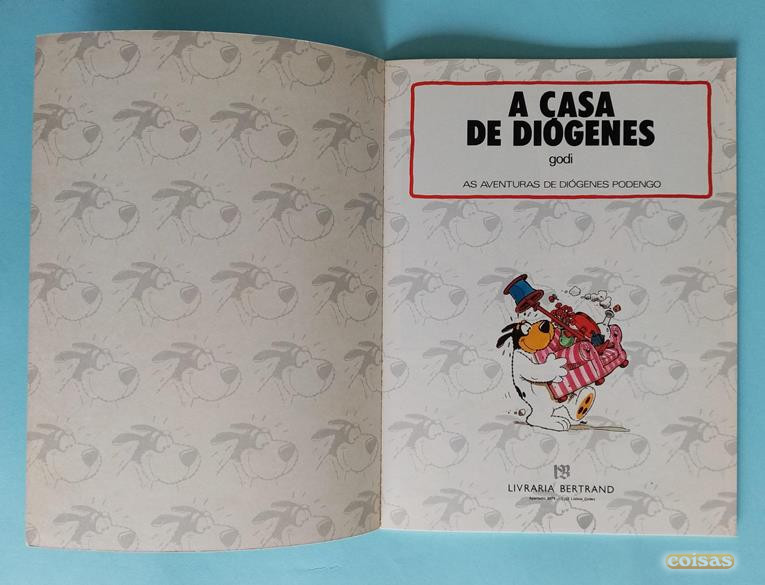 A CASA
DE DIÓGENES
godi
AS AVENTURAS DE DIÓGENES PODENGO
LIVRARIA BERTRAND
coisas